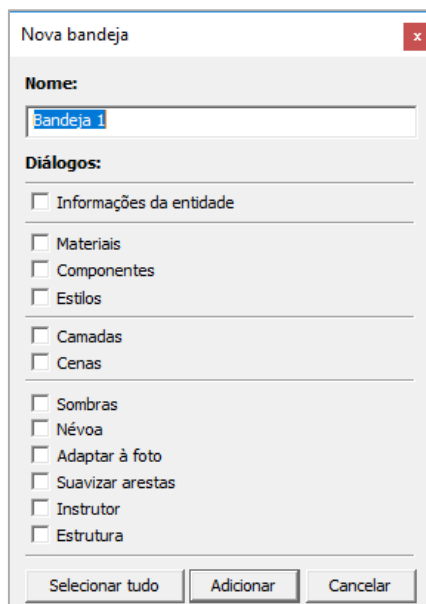 Nova bandeja
x
Nome:
Bandeja 1
Diálogos:
Informações da entidade
Materiais
Componentes
Estilos
Camadas
Cenas
Sombras
Névoa
Adaptar à foto
Suavizar arestas
Instrutor
Estrutura
Selecionar tudo Adicionar Cancelar